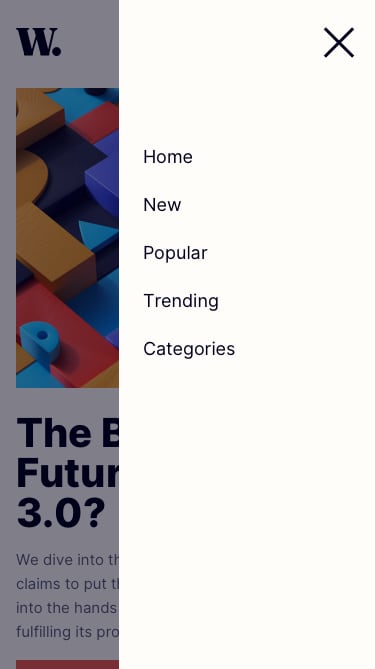 W.
Home
New
Popular
Trending
Categories
The
Futur
3.0?
We dive into th
claims to put th
into the hands
fulfilling its pro